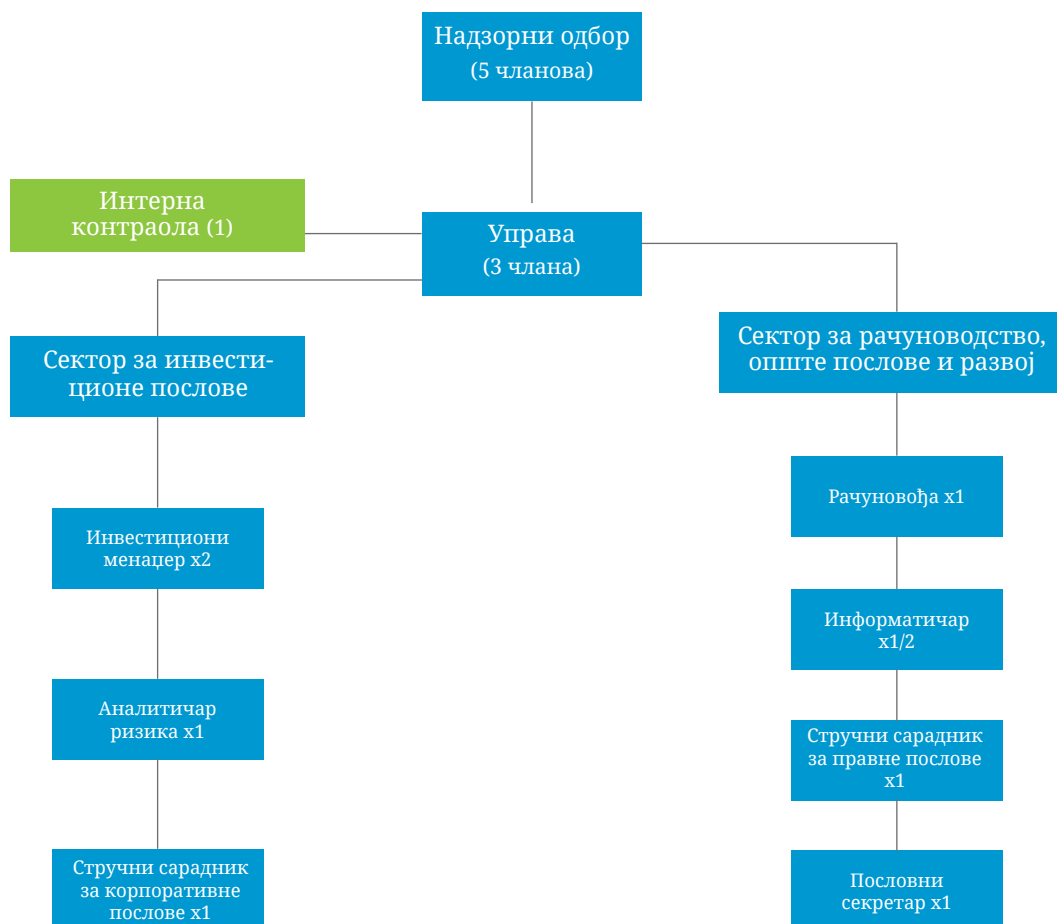 Надзорни одбор
(5 чланова)
Интерна
контраола (1)
Управа
(3 члана)
Сектор за инвести-
ционе послове
Сектор за рачуноводство,
опште послове и развој
Инвестициони
менаџер x2
Аналитичар
ризика x1
Стручни сарадник
за корпоративне
послове x1
Рачуновођа x1
Информатичар
x1/2
Стручни сарадник
за правне послове
x1
Пословни
секретар x1